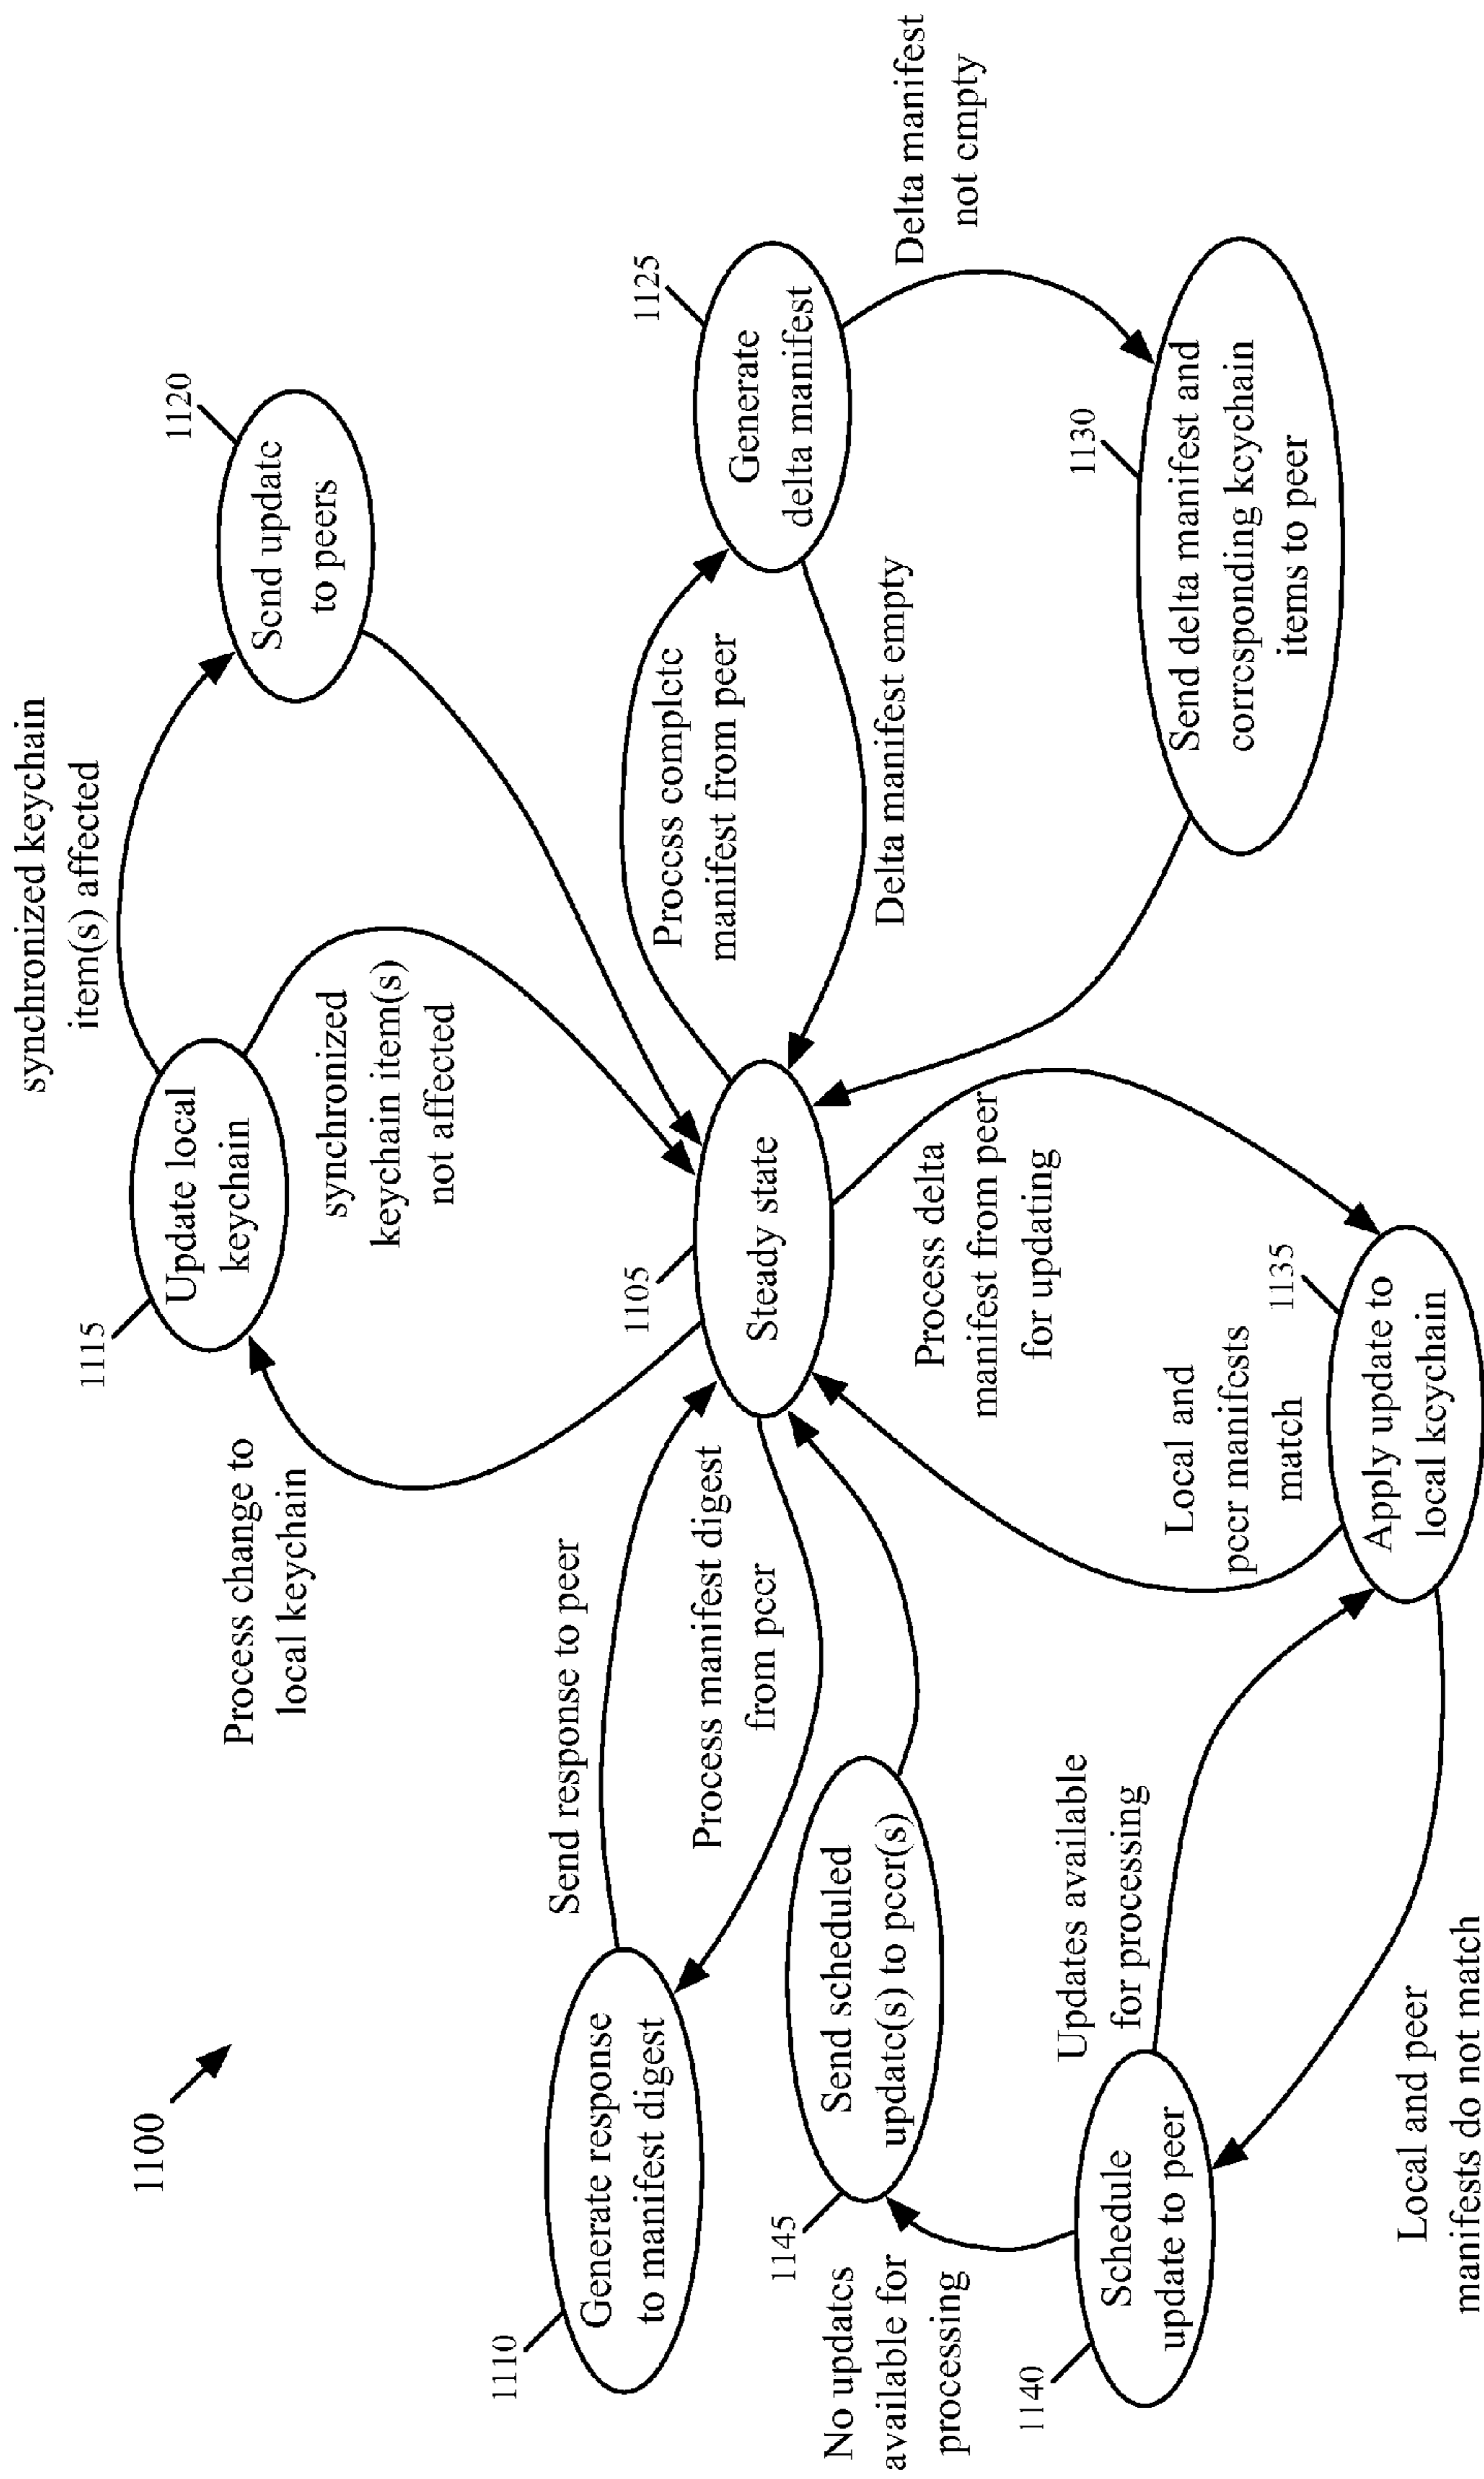 1100
synchronized keychain
item(s) affected
1115
Update local
keychain
1120
Send update
to peers
Process change to
local keychain
synchronized
keychain item(s)
not affected
1110
Generate response
to manifest digest
Send response to peer
Process manifest digest
from peer
1105
Steady state
Process complete
manifest from peer
1125
Generate
delta manifest
Delta manifest empty
Delta manifest
not empty
1145
Send scheduled
update(s) to peer(s)
No updates
available for
processing
Process delta
manifest from peer
for updating
1130
Send delta manifest and
corresponding keychain
items to peer
1140
Schedule
update to peer
Updates available
for processing
Local and
peer manifests
match
1135
Apply update to
local keychain
Local and peer
manifests do not match